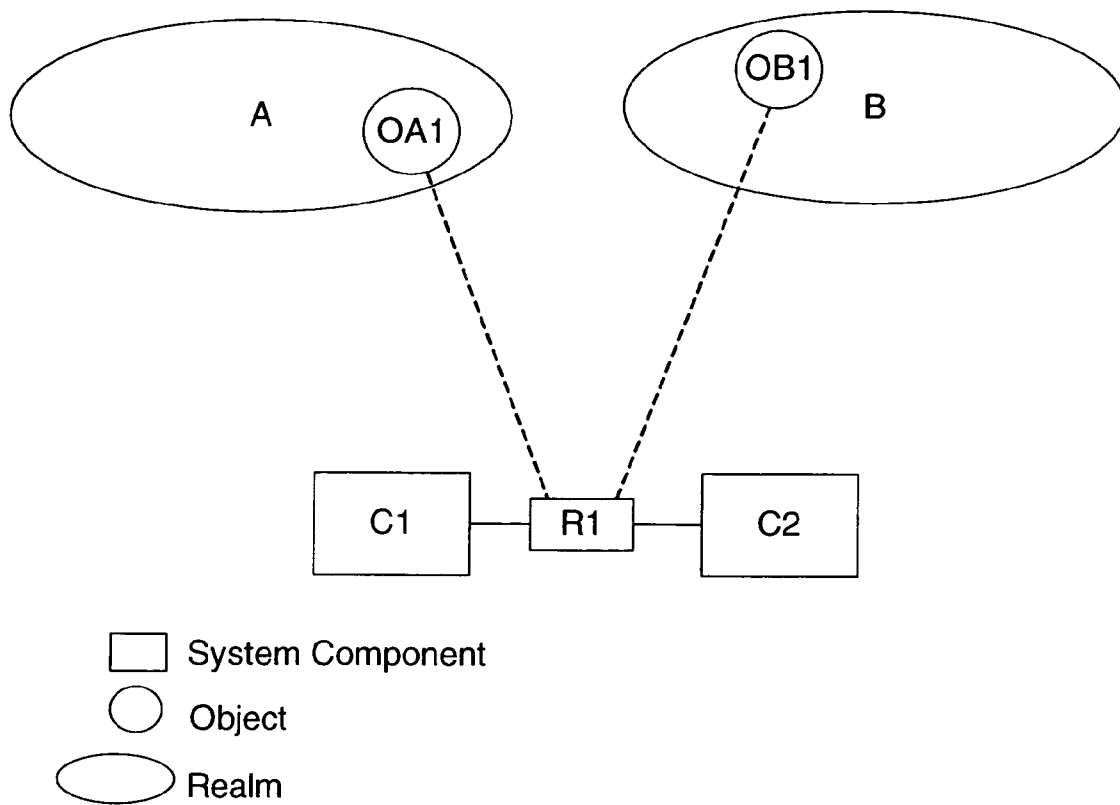 OB1
A
B
OA1
C1
R1
C2
System Component
Object
Realm